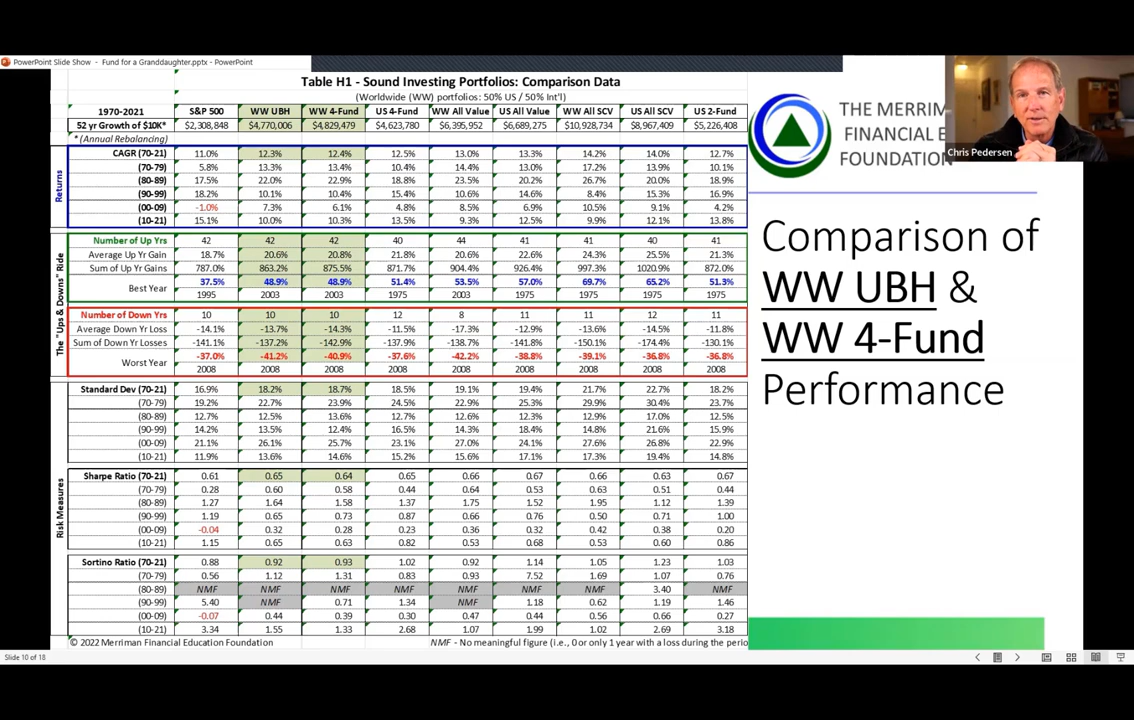 PowerPoint Slide Show - Fund for a Granddaughter.pptx - PowerPoint
Table H1 - Sound Investing Portfolios: Comparison Data
(Worldwide (WW) portfolios: 50% US / 50% Int'l)
1970-2021 S&P 500 WW UBH WW 4-Fund US 4-Fund WW All Value US All Value WW All SCV US All SCV US 2-Fund
52 yr Growth of $10K* $2,308,848 $4,770,006 $4,829,479 $4,623,780 $6,395,952 $6,689,275 $10,928,734 $8,967,409 $5,226,408
* (Annual Rebalancing)
Returns
CAGR (70-21) 11.0% 12.3% 12.4% 12.5% 13.0% 13.3% 14.2% 14.0% 12.7%
(70-79) 5.8% 13.3% 13.4% 10.4% 14.4% 13.0% 17.2% 13.9% 10.1%
(80-89) 17.5% 22.0% 22.9% 18.8% 23.5% 20.2% 26.7% 20.0% 18.9%
(90-99) 18.2% 10.1% 10.4% 15.4% 10.6% 14.6% 8.4% 15.3% 16.9%
(00-09) -1.0% 7.3% 6.1% 4.8% 8.5% 6.9% 10.5% 9.1% 4.2%
(10-21) 15.1% 10.0% 10.3% 13.5% 9.3% 12.5% 9.9% 12.1% 13.8%
The "Ups & Downs" Ride
Number of Up Yrs 42 42 42 40 44 41 41 40 41
Average Up Yr Gain 18.7% 20.6% 20.8% 21.8% 20.6% 22.6% 24.3% 25.5% 21.3%
Sum of Up Yr Gains 787.0% 863.2% 875.5% 871.7% 904.4% 926.4% 997.3% 1020.9% 872.0%
Best Year 37.5% 48.9% 48.9% 51.4% 53.5% 57.0% 69.7% 65.2% 51.3%
1995 2003 2003 1975 1975 1975 1975 1975 1975
Number of Down Yrs 10 10 10 12 8 11 11 12 11
Average Down Yr Loss -14.1% -13.7% -14.3% -11.5% -17.3% -12.9% -13.6% -14.5% -11.8%
Sum of Down Yr Losses -141.1% -137.2% -142.9% -137.9% -138.7% -141.8% -150.1% -174.4% -130.1%
Worst Year -37.0% -41.2% -40.9% -37.6% -42.2% -38.8% -39.1% -36.8% -36.8%
2008 2008 2008 2008 2008 2008 2008 2008 2008
Risk Measures
Standard Dev (70-21) 16.9% 18.2% 18.7% 18.5% 19.1% 19.4% 21.7% 22.7% 18.2%
(70-79) 19.2% 22.7% 23.9% 24.5% 22.9% 25.3% 29.9% 30.4% 23.7%
(80-89) 12.7% 12.5% 13.6% 12.7% 12.6% 12.3% 12.9% 17.0% 12.5%
(90-99) 14.2% 13.5% 12.4% 16.5% 14.3% 18.4% 14.8% 21.6% 15.9%
(00-09) 21.1% 26.1% 25.7% 23.1% 27.0% 24.1% 27.6% 26.8% 22.9%
(10-21) 11.9% 13.6% 14.6% 15.2% 15.6% 17.1% 17.3% 19.4% 14.8%
Sharpe Ratio (70-21) 0.61 0.65 0.64 0.65 0.66 0.67 0.66 0.63 0.67
(70-79) 0.28 0.60 0.58 0.44 0.64 0.53 0.63 0.51 0.44
(80-89) 1.27 1.64 1.58 1.37 1.75 1.52 1.95 1.12 1.39
(90-99) 1.19 0.65 0.73 0.87 0.66 0.76 0.50 0.71 1.00
(00-09) -0.04 0.32 0.28 0.23 0.36 0.32 0.42 0.38 0.20
(10-21) 1.15 0.65 0.63 0.82 0.53 0.68 0.53 0.60 0.86
Sortino Ratio (70-21) 0.88 0.92 0.93 1.02 0.92 1.14 1.05 1.23 1.03
(70-79) 0.56 1.12 1.31 0.83 0.93 7.52 1.69 1.07 0.76
(80-89) NMF NMF NMF NMF NMF NMF NMF 3.40 NMF
(90-99) 5.40 NMF 0.71 1.34 NMF 1.18 0.62 1.19 1.46
(00-09) -0.07 0.44 0.39 0.30 0.47 0.44 0.56 0.66 0.27
(10-21) 3.34 1.55 1.33 2.68 1.07 1.99 1.02 2.69 3.18
© 2022 Merriman Financial Education Foundation NMF - No meaningful figure (i.e., 0 or only 1 year with a loss during the perio
THE MERRIM
FINANCIAL E
FOUNDATION
Chris Pedersen
Comparison of
WW UBH &
WW 4-Fund
Performance
Slide 10 of 18